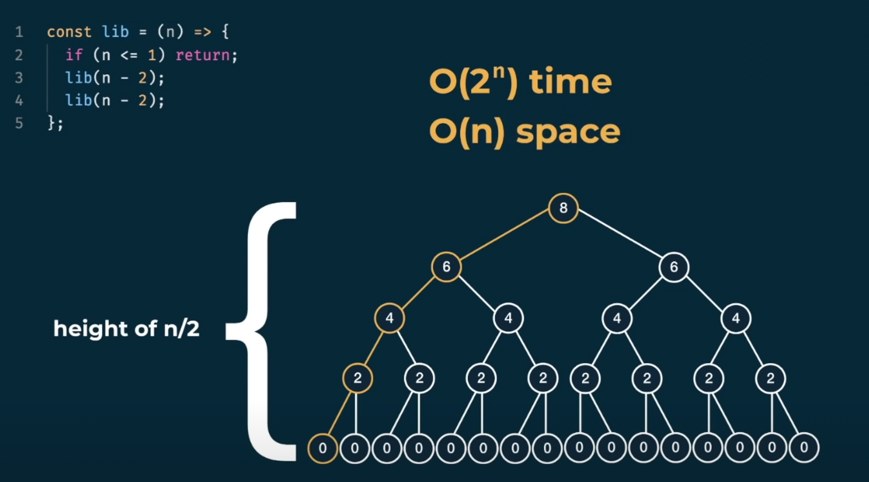 1 const lib = (n) => {
2 if (n <= 1) return;
3 lib(n - 2);
4 lib(n - 2);
5 };
O(2ⁿ) time
O(n) space
8
6 6
4 4 4 4
height of n/2
2 2 2 2 2 2 2 2
0 0 0 0 0 0 0 0 0 0 0 0 0 0 0 0